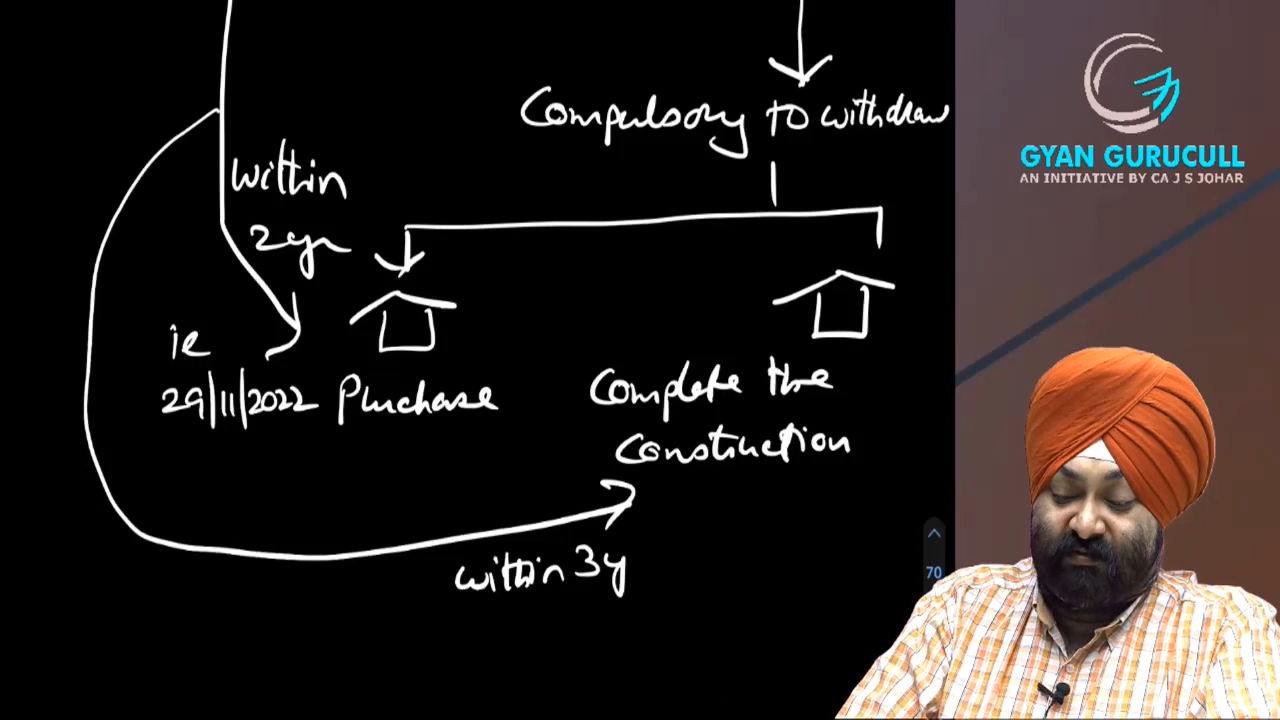 Compulsory to withdraw
within
2yr
ie
29/11/2022 Purchase
Complete the
construction
within 3y
70
GYAN GURUCULL
AN INITIATIVE BY CA J S JOHAR